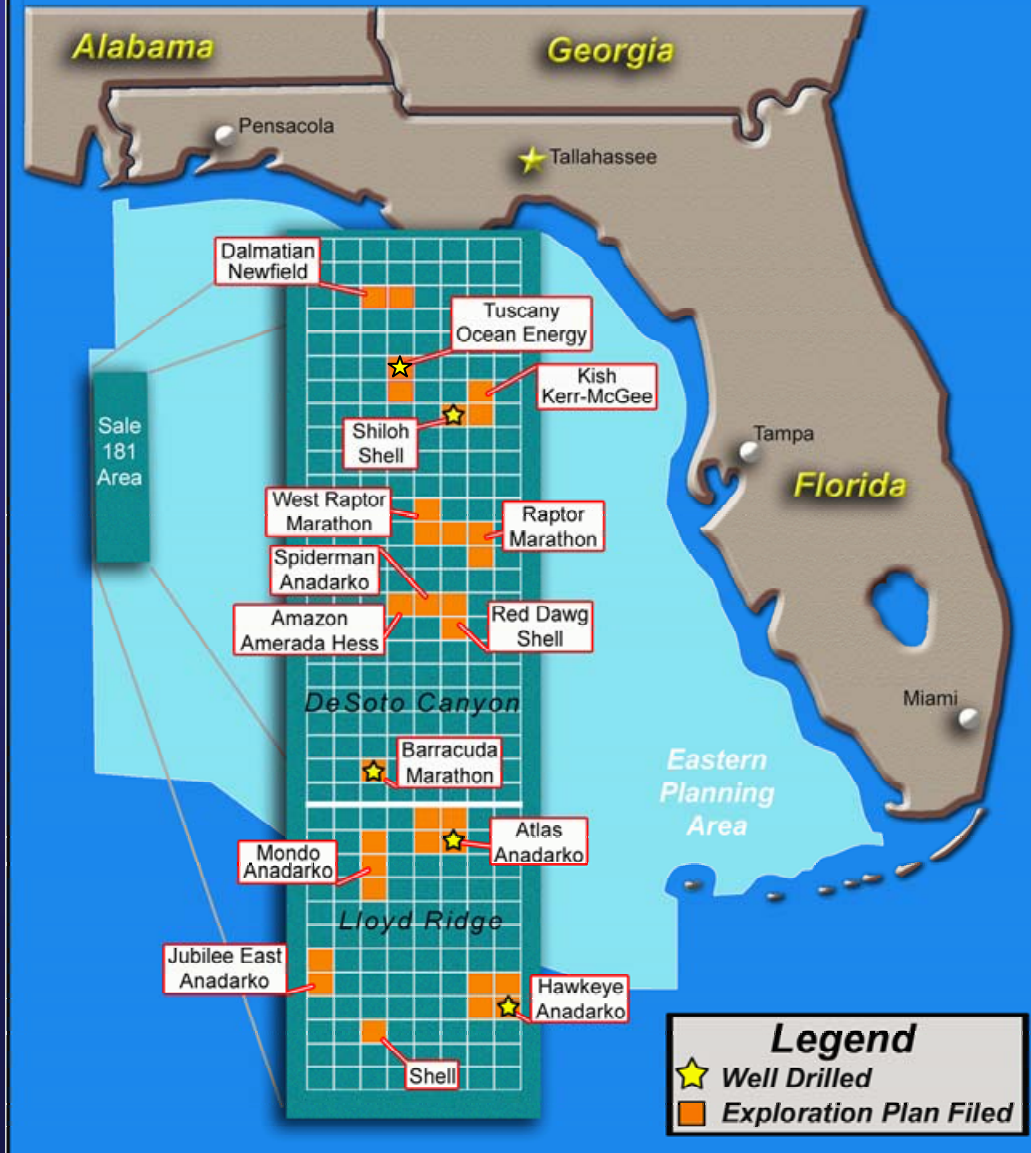 Alabama
Georgia
Pensacola
Tallahassee
Dalmatian
Newfield
Tuscany
Ocean Energy
Kish
Kerr-McGee
Shiloh
Shell
Sale
181
Area
Tampa
Florida
West Raptor
Marathon
Raptor
Marathon
Spiderman
Anadarko
Amazon
Amerada Hess
Red Dawg
Shell
DeSoto Canyon
Miami
Barracuda
Marathon
Eastern
Planning
Area
Atlas
Anadarko
Mondo
Anadarko
Lloyd Ridge
Jubilee East
Anadarko
Hawkeye
Anadarko
Shell
Legend
Well Drilled
Exploration Plan Filed